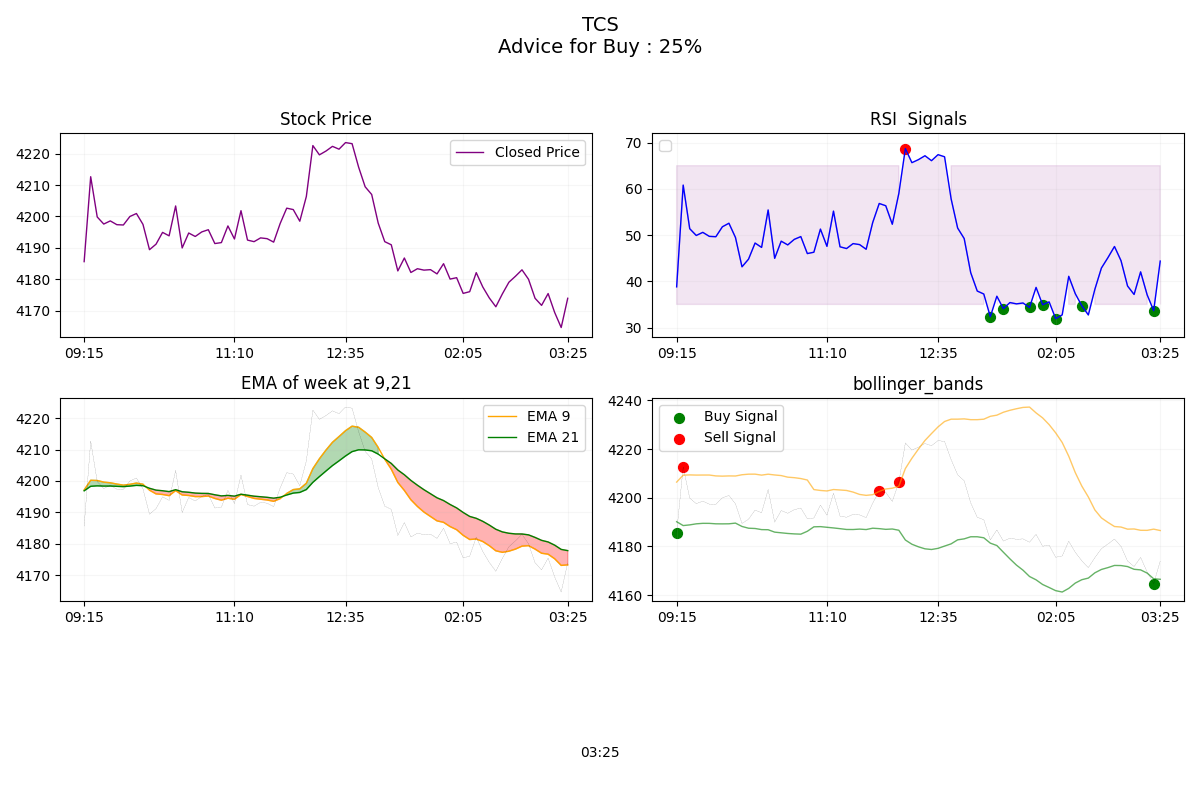 TCS
Advice for Buy : 25%
Stock Price
Closed Price
4220
4210
4200
4190
4180
4170
09:15 11:10 12:35 02:05 03:25
RSI  Signals
70
60
50
40
30
09:15 11:10 12:35 02:05 03:25
EMA of week at 9,21
EMA 9
EMA 21
4220
4210
4200
4190
4180
4170
09:15 11:10 12:35 02:05 03:25
bollinger_bands
Buy Signal
Sell Signal
4240
4220
4200
4180
4160
09:15 11:10 12:35 02:05 03:25
03:25